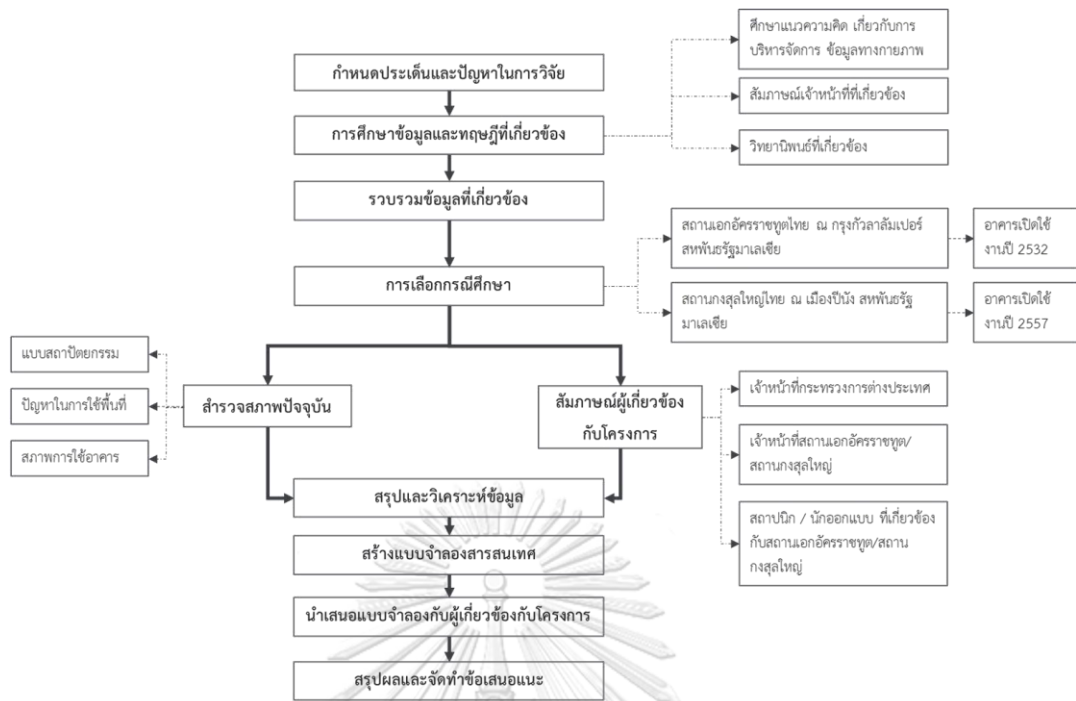 ศึกษาแนวความคิด เกี่ยวกับการ
บริหารจัดการ ข้อมูลทางกายภาพ
กำหนดประเด็นและปัญหาในการวิจัย
สัมภาษณ์เจ้าหน้าที่ที่เกี่ยวข้อง
การศึกษาข้อมูลและทฤษฎีที่เกี่ยวข้อง
วิทยานิพนธ์ที่เกี่ยวข้อง
รวบรวมข้อมูลที่เกี่ยวข้อง
สถานเอกอัครราชทูตไทย ณ กรุงกัวลาลัมเปอร์
สหพันธรัฐมาเลเซีย
อาคารเปิดใช้
งานปี 2532
การเลือกกรณีศึกษา
สถานกงสุลใหญ่ไทย ณ เมืองปีนัง สหพันธรัฐ
มาเลเซีย
อาคารเปิดใช้
งานปี 2557
แบบสถาปัตยกรรม
ปัญหาในการใช้พื้นที่
สภาพการใช้อาคาร
สำรวจสภาพปัจจุบัน
สัมภาษณ์ผู้เกี่ยวข้อง
กับโครงการ
เจ้าหน้าที่กระทรวงการต่างประเทศ
เจ้าหน้าที่สถานเอกอัครราชทูต/
สถานกงสุลใหญ่
สถาปนิก / นักออกแบบ ที่เกี่ยวข้อง
กับสถานเอกอัครราชทูต/สถาน
กงสุลใหญ่
สรุปและวิเคราะห์ข้อมูล
สร้างแบบจำลองสารสนเทศ
นำเสนอแบบจำลองกับผู้เกี่ยวข้องกับโครงการ
สรุปผลและจัดทำข้อเสนอแนะ